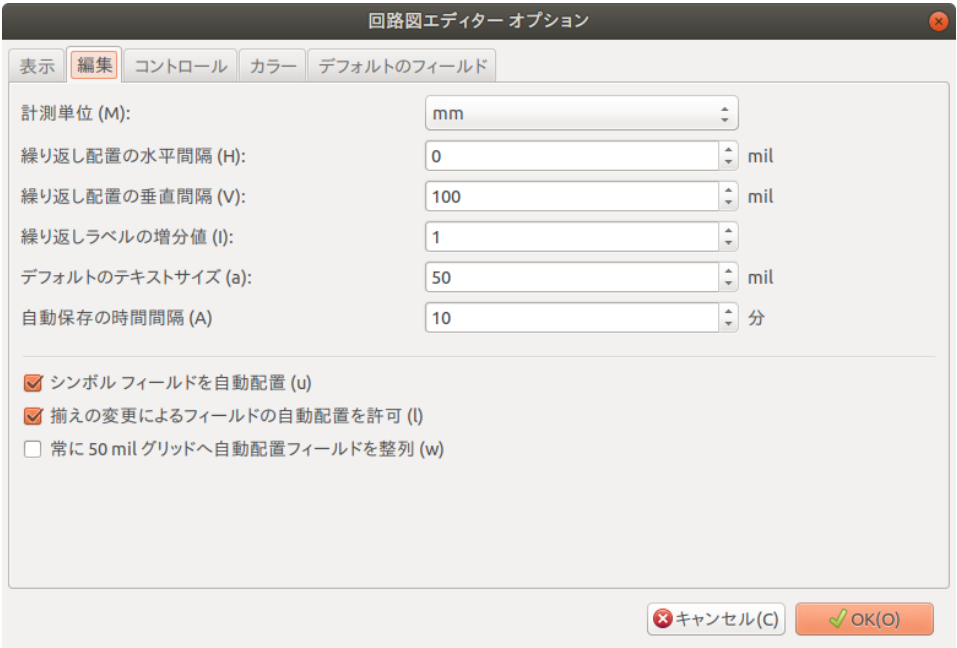 回路図エディター オプション
表示 編集 コントロール カラー デフォルトのフィールド
計測単位 (M): mm
繰り返し配置の水平間隔 (H): 0 mil
繰り返し配置の垂直間隔 (V): 100 mil
繰り返しラベルの増分値 (I): 1
デフォルトのテキストサイズ (a): 50 mil
自動保存の時間間隔 (A) 10 分
シンボル フィールドを自動配置 (u)
揃えの変更によるフィールドの自動配置を許可 (l)
常に 50 mil グリッドへ自動配置フィールドを整列 (w)
キャンセル(C) OK(O)